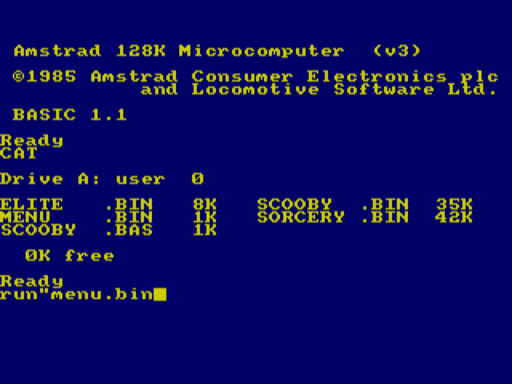 Amstrad 128K Microcomputer  (v3)
©1985 Amstrad Consumer Electronics plc
and Locomotive Software Ltd.
BASIC 1.1
Ready
CAT
Drive A: user  0
ELITE   .BIN   8K    SCOOBY  .BIN  35K
MENU    .BIN   1K    SORCERY .BIN  42K
SCOOBY  .BAS   1K
0K free
Ready
run"menu.bin